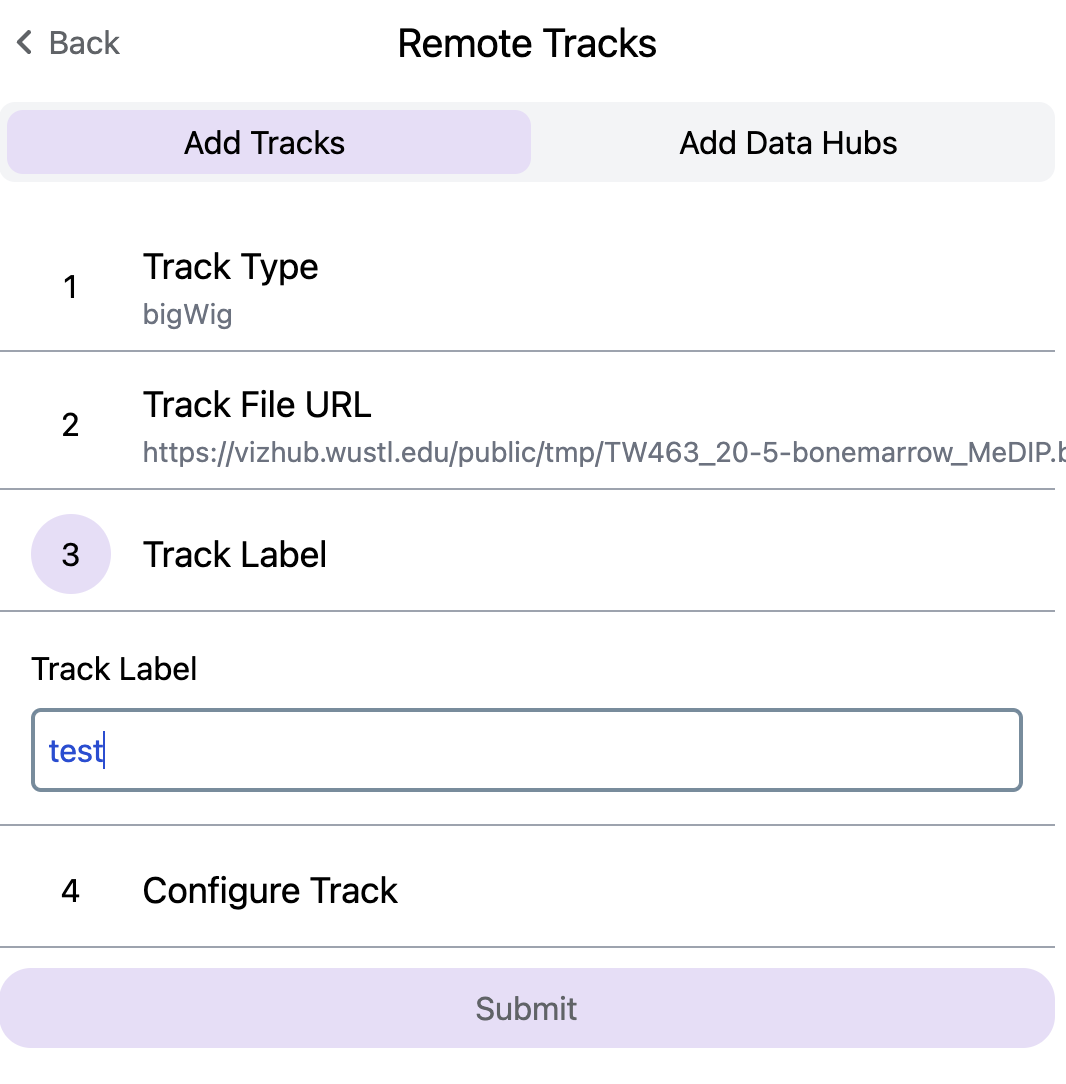 Back
Remote Tracks
Add Tracks
Add Data Hubs
1
Track Type
bigWig
2
Track File URL
https://vizhub.wustl.edu/public/tmp/TW463_20-5-bonemarrow_MeDIP.b
3
Track Label
Track Label
test
4
Configure Track
Submit